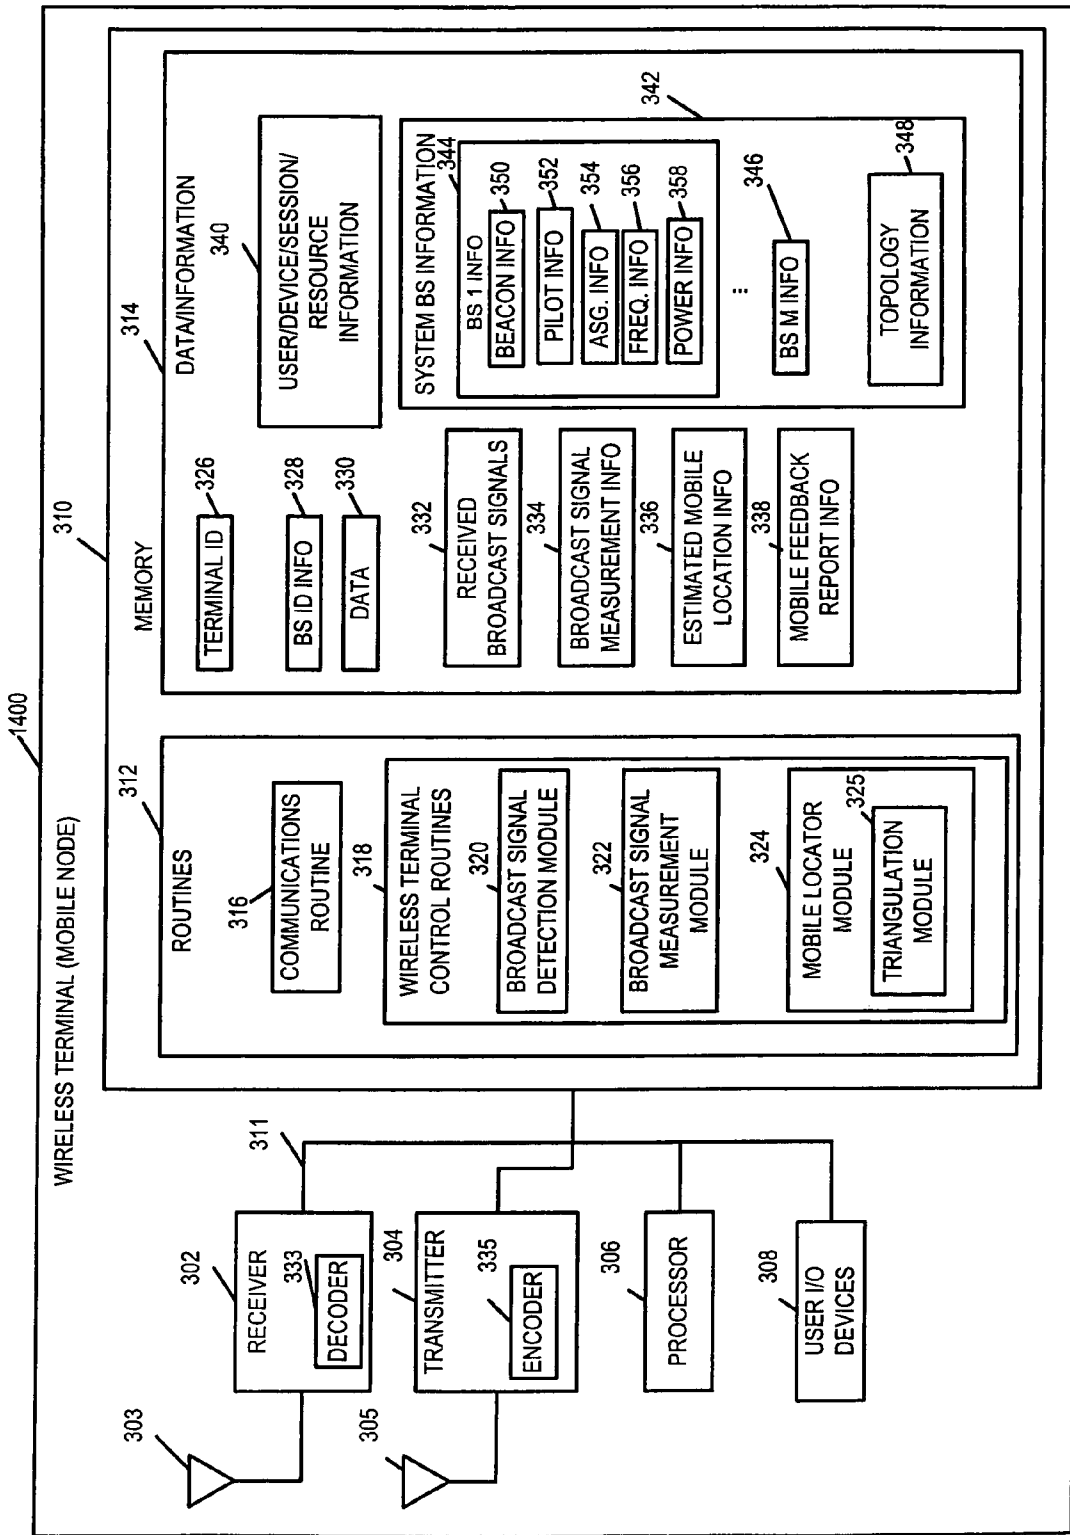 1400
WIRELESS TERMINAL (MOBILE NODE)
303
302
RECEIVER
333
DECODER
305
304
TRANSMITTER
335
ENCODER
306
PROCESSOR
308
USER I/O
DEVICES
311
310
MEMORY
312
ROUTINES
316
COMMUNICATIONS
ROUTINE
318
WIRELESS TERMINAL
CONTROL ROUTINES
320
BROADCAST SIGNAL
DETECTION MODULE
322
BROADCAST SIGNAL
MEASUREMENT
MODULE
324
MOBILE LOCATOR
MODULE
325
TRIANGULATION
MODULE
314
DATA/INFORMATION
326
TERMINAL ID
328
BS ID INFO
330
DATA
332
RECEIVED
BROADCAST SIGNALS
334
BROADCAST SIGNAL
MEASUREMENT INFO
336
ESTIMATED MOBILE
LOCATION INFO
338
MOBILE FEEDBACK
REPORT INFO
340
USER/DEVICE/SESSION/
RESOURCE
INFORMATION
342
SYSTEM BS INFORMATION
344
BS 1 INFO
350
BEACON INFO
352
PILOT INFO
354
ASG. INFO
356
FREQ. INFO
358
POWER INFO
...
346
BS M INFO
348
TOPOLOGY
INFORMATION